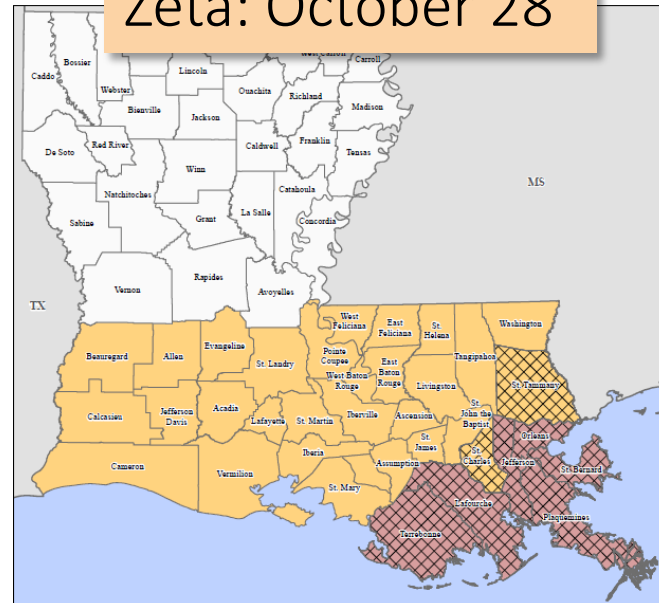 Zeta: October 28
West Carroll
Carroll
Bossier
Caddo
Webster
Lincoln
Ouachita
Richland
Madison
Bienville
Jackson
De Soto
Red River
Caldwell
Franklin
Tensas
Winn
Natchitoches
Catahoula
MS
Sabine
Grant
La Salle
Concordia
Vernon
Rapides
Avoyelles
TX
West
Feliciana
East
Feliciana
St.
Helena
Washington
Beauregard
Allen
Evangeline
St. Landry
Pointe
Coupee
West Baton
Rouge
East
Baton
Rouge
Tangipahoa
Livingston
St. Tammany
Calcasieu
Jefferson
Davis
Acadia
Lafayette
St. Martin
Iberville
Ascension
St.
John the
Baptist
St.
James
St.
Charles
Orleans
Jefferson
St. Bernard
Cameron
Vermilion
Iberia
St. Mary
Assumption
Terrebonne
Lafourche
Plaquemines